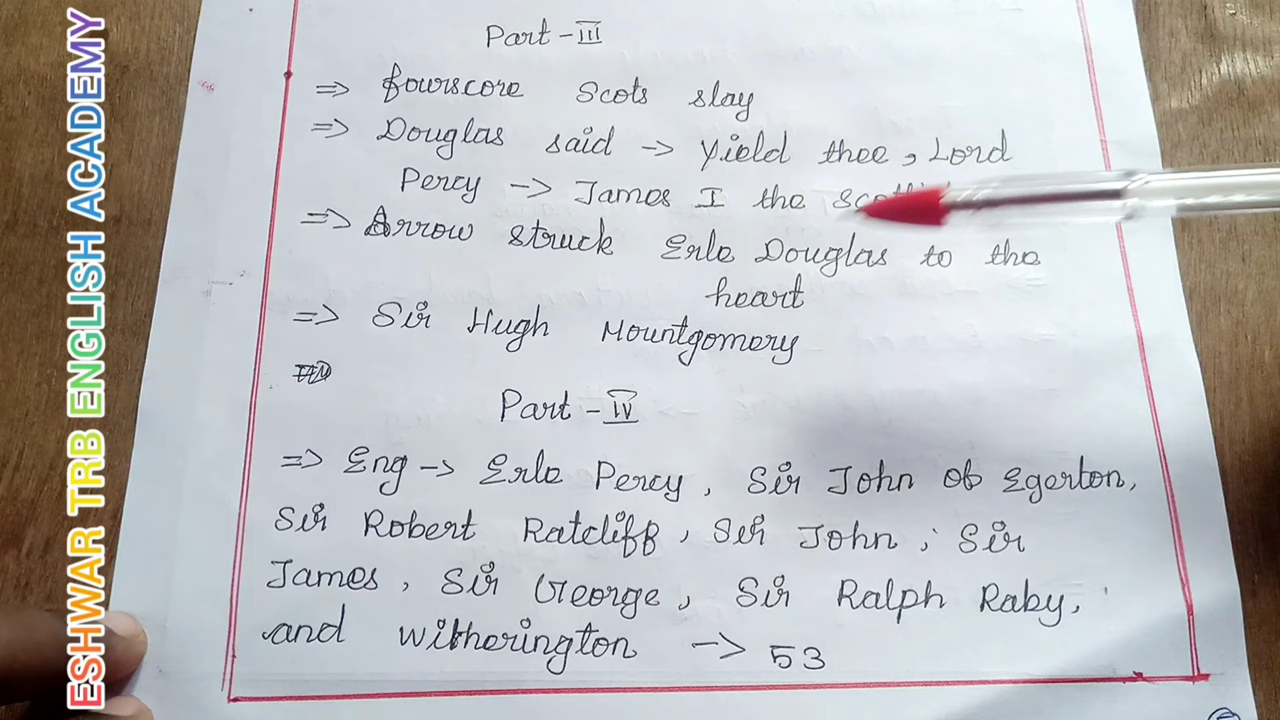 ESHWAR TRB ENGLISH ACADEMY
Part - III
=> fourscore Scots slay
=> Douglas said -> Yield thee, Lord
Percy -> James I the
=> Arrow struck Erle Douglas to the
heart
=> Sir Hugh Mountgomery
Part - IV
=> Eng -> Erle Percy, Sir John of Egerton,
Sir Robert Ratcliff, Sir John, Sir
James, Sir George, Sir Ralph Raby,
and Witherington -> 53